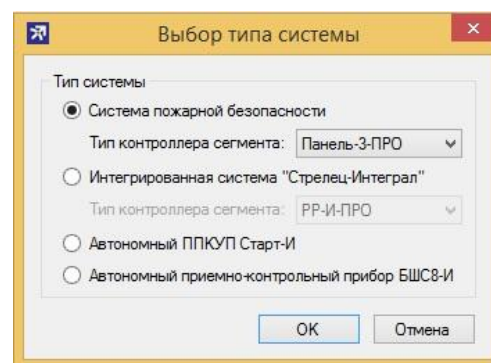 Выбор типа системы
Тип системы
Система пожарной безопасности
Тип контроллера сегмента: Панель-3-ПРО
Интегрированная система "Стрелец-Интеграл"
Тип контроллера сегмента: РР-И-ПРО
Автономный ППКУП Старт-И
Автономный приемно-контрольный прибор БШС8-И
OK Отмена